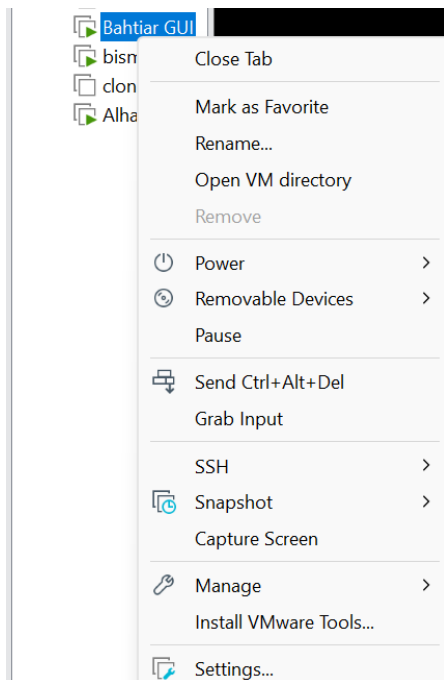 Bahtiar GUI
bism
clon
Alha
Close Tab
Mark as Favorite
Rename...
Open VM directory
Remove
Power
Removable Devices
Pause
Send Ctrl+Alt+Del
Grab Input
SSH
Snapshot
Capture Screen
Manage
Install VMware Tools...
Settings...